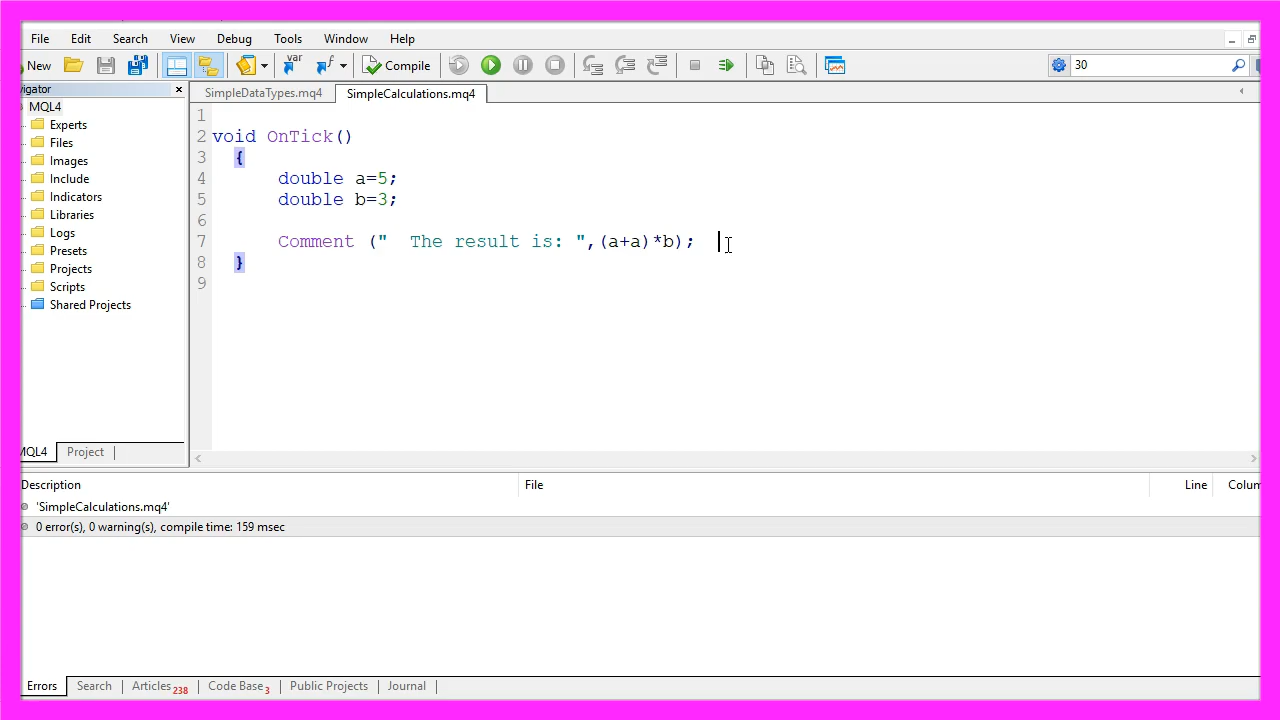 File Edit Search View Debug Tools Window Help
New var Compile 30
vigator
SimpleDataTypes.mq4 SimpleCalculations.mq4
MQL4
Experts
Files
Images
Include
Indicators
Libraries
Logs
Presets
Projects
Scripts
Shared Projects
MQL4 Project
1
2 void OnTick()
3 {
4 double a=5;
5 double b=3;
6
7 Comment ("  The result is: ",(a+a)*b);
8 }
9
Description File Line Colum
'SimpleCalculations.mq4'
0 error(s), 0 warning(s), compile time: 159 msec
Errors Search Articles 238 Code Base 3 Public Projects Journal